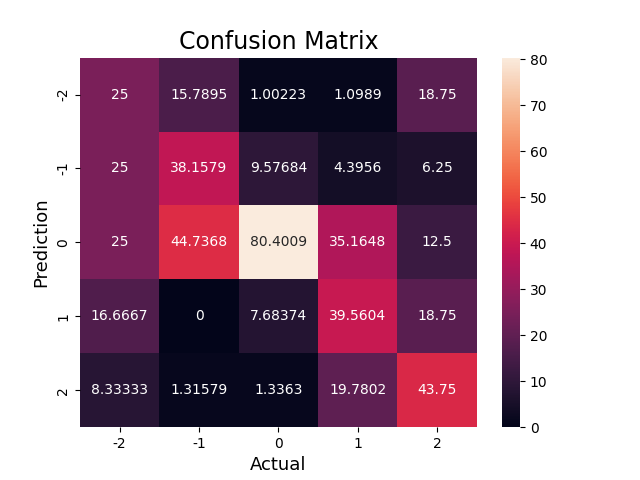 Confusion Matrix
Prediction
-2 25 15.7895 1.00223 1.0989 18.75
-1 25 38.1579 9.57684 4.3956 6.25
0 25 44.7368 80.4009 35.1648 12.5
1 16.6667 0 7.68374 39.5604 18.75
2 8.33333 1.31579 1.3363 19.7802 43.75
-2 -1 0 1 2
Actual
80
70
60
50
40
30
20
10
0